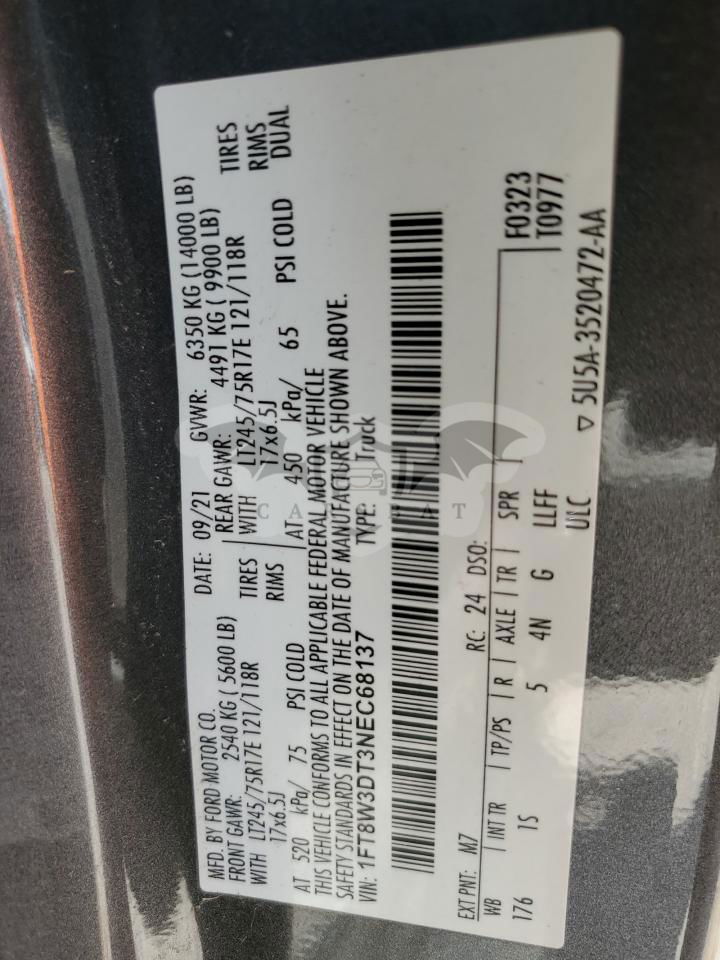 MFD. BY FORD MOTOR CO.
DATE: 09/21 GVWR: 6350 KG (14000 LB)
FRONT GAWR: 2540 KG ( 5600 LB) REAR GAWR: 4491 KG ( 9900 LB)
WITH LT245/75R17E 121/118R TIRES WITH LT245/75R17E 121/118R TIRES
17x6.5J RIMS 17x6.5J RIMS
AT 520 kPa/ 75 PSI COLD AT 450 kPa/ 65 PSI COLD DUAL
THIS VEHICLE CONFORMS TO ALL APPLICABLE FEDERAL MOTOR VEHICLE
SAFETY STANDARDS IN EFFECT ON THE DATE OF MANUFACTURE SHOWN ABOVE.
VIN: 1FT8W3DT3NEC68137 TYPE: Truck
EXT PNT: M7 RC: 24 DSO: F0323
WB INT TR TP/PS R AXLE TR SPR T0977
176 1S 5 4N G LLFF
ULC 5U5A-3520472-AA
CARBAT